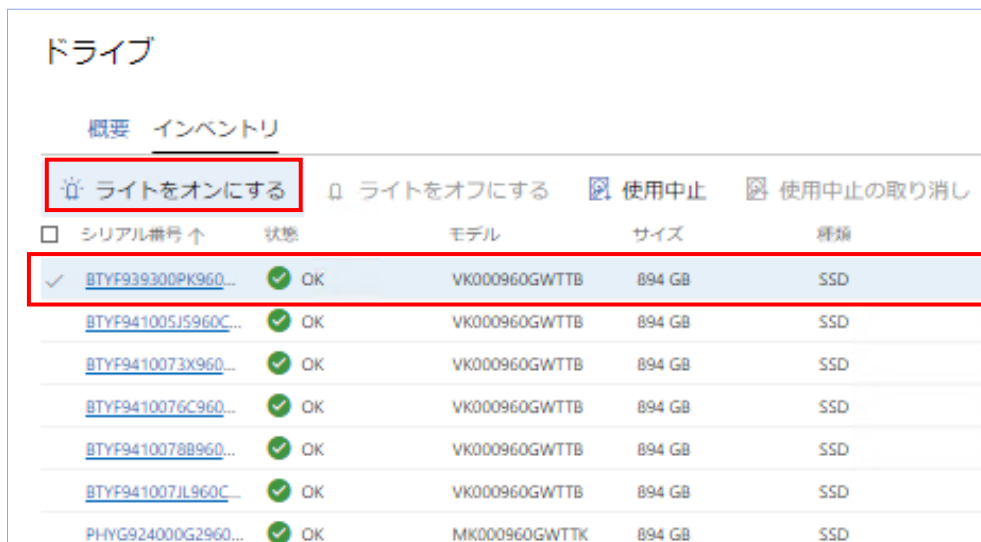 ドライブ
概要 インベントリ
ライトをオンにする ライトをオフにする 使用中止 使用中止の取り消し
シリアル番号 ↑ 状態 モデル サイズ 種類
BTYF939300PK960... OK VK000960GWTTB 894 GB SSD
BTYF941005J5960C... OK VK000960GWTTB 894 GB SSD
BTYF9410073X960... OK VK000960GWTTB 894 GB SSD
BTYF9410076C960... OK VK000960GWTTB 894 GB SSD
BTYF9410078B960... OK VK000960GWTTB 894 GB SSD
BTYF941007JL960C... OK VK000960GWTTB 894 GB SSD
PHYG924000G2960... OK MK000960GWTTK 894 GB SSD